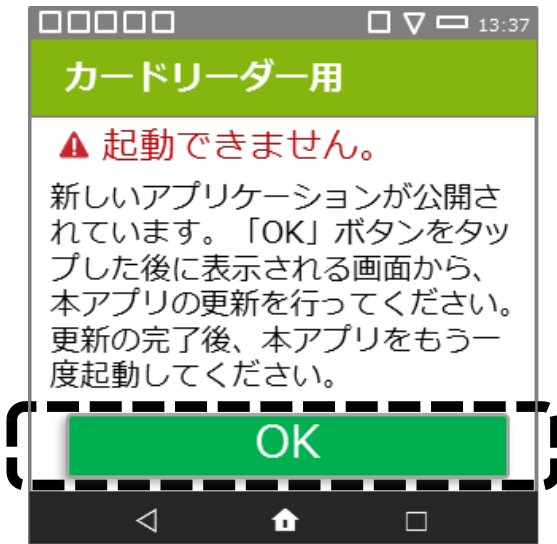 13:37
カードリーダー用
起動できません。
新しいアプリケーションが公開さ
れています。「OK」ボタンをタッ
プした後に表示される画面から、
本アプリの更新を行ってください。
更新の完了後、本アプリをもう一
度起動してください。
OK